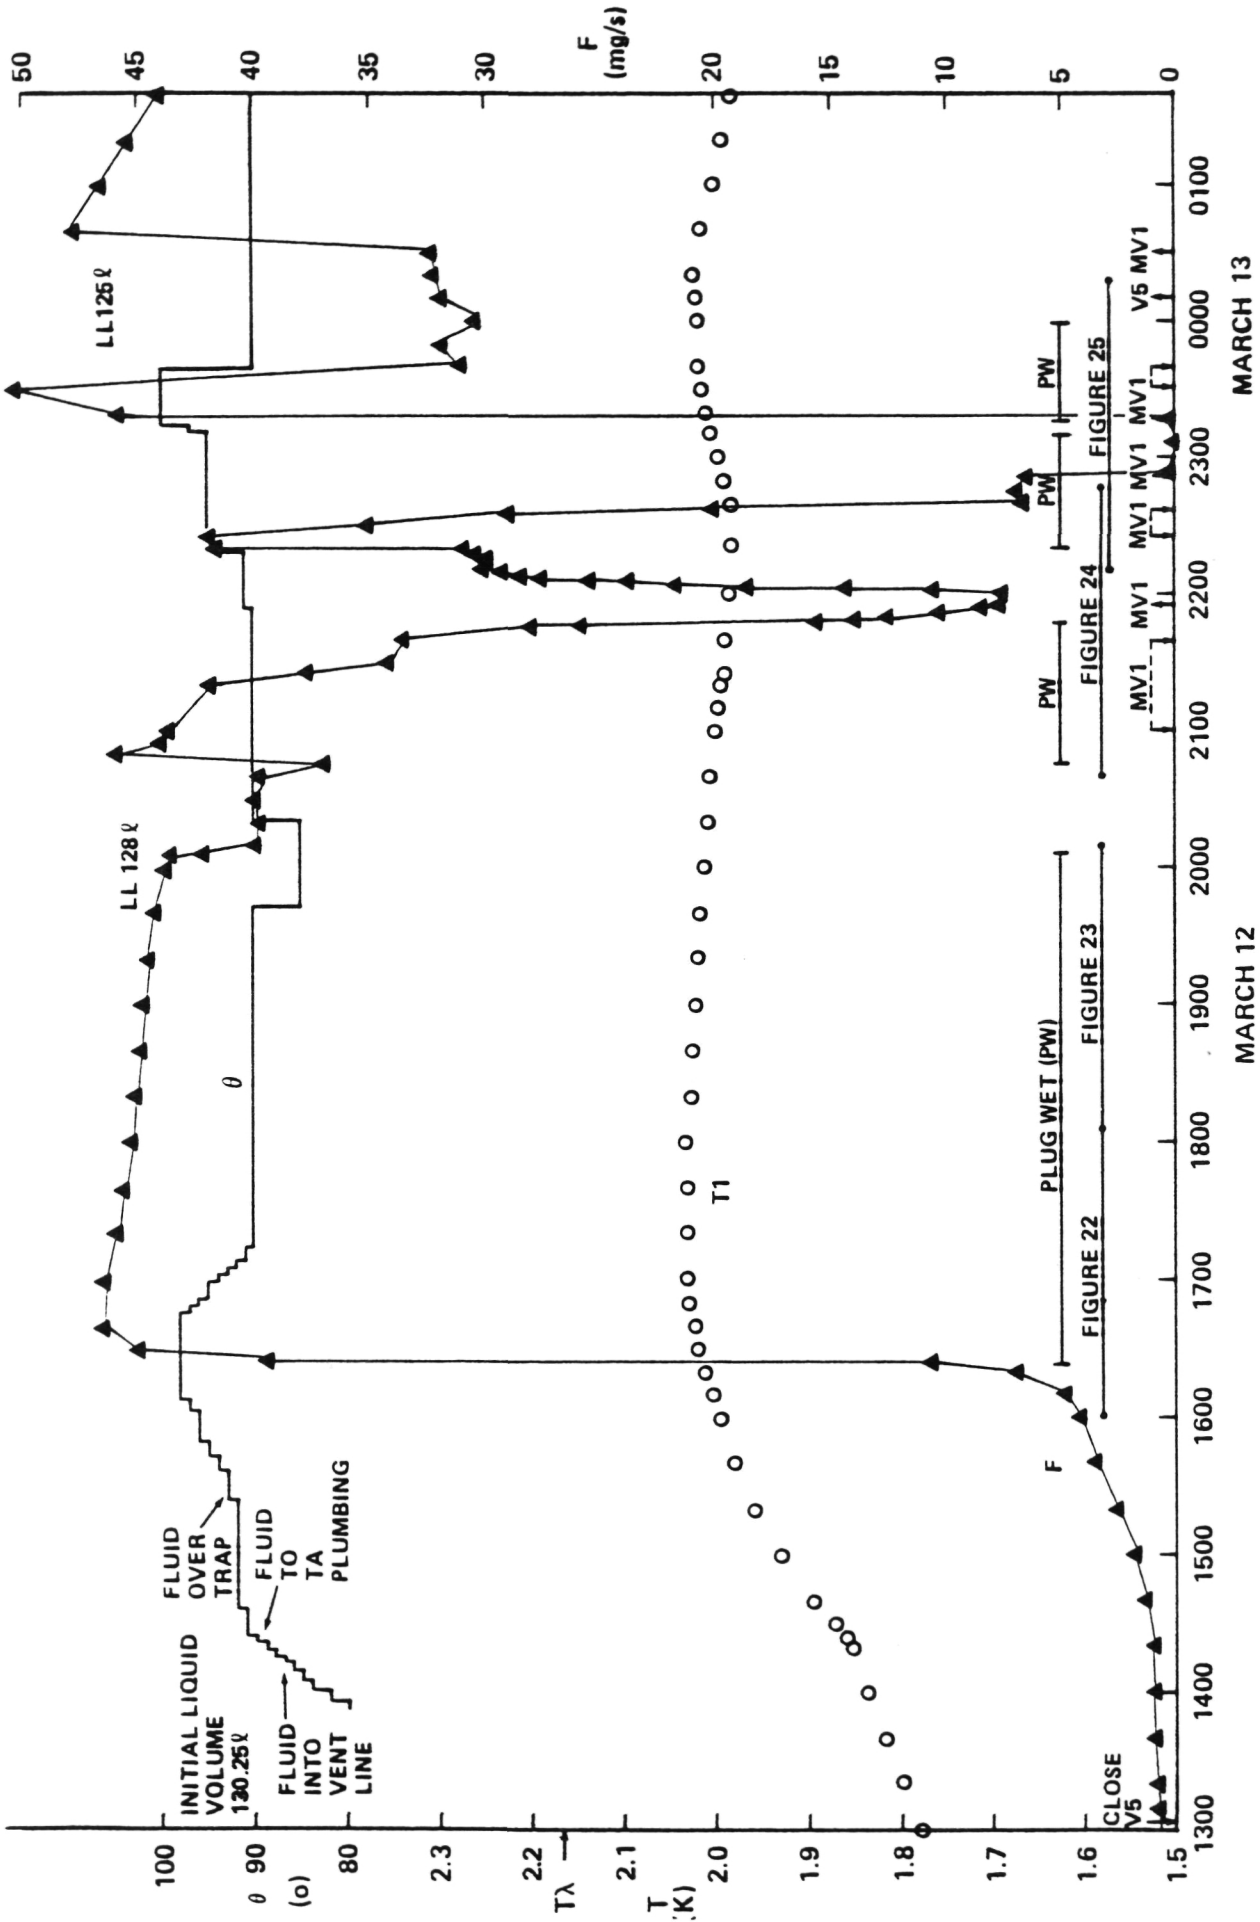 INITIAL LIQUID
VOLUME
130.25ℓ
FLUID
OVER
TRAP
FLUID
TO
TA
PLUMBING
FLUID
INTO
VENT
LINE
LL 128 ℓ
LL125 ℓ
θ
T1
F
CLOSE
V5
PLUG WET (PW)
PW
PW
PW
FIGURE 22
FIGURE 23
FIGURE 24
FIGURE 25
MV1
MV1
MV1
MV1
MV1
V5
MV1
100
90
80
θ
(o)
2.3
2.2
2.1
2.0
1.9
1.8
1.7
1.6
1.5
Tλ
T
(K)
50
45
40
35
30
20
15
10
5
0
F
(mg/s)
1300
1400
1500
1600
1700
1800
1900
2000
2100
2200
2300
0000
0100
MARCH 12
MARCH 13